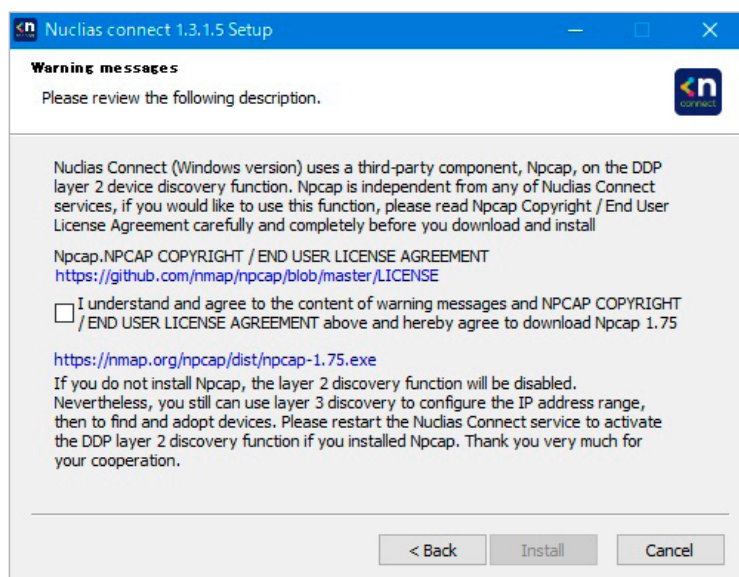 <n
Nuclias connect 1.3.1.5 Setup
Warning messages
Please review the following description.
<n
connect
Nuclias Connect (Windows version) uses a third-party component, Npcap, on the DDP
layer 2 device discovery function. Npcap is independent from any of Nuclias Connect
services, if you would like to use this function, please read Npcap Copyright / End User
License Agreement carefully and completely before you download and install
Npcap.NPCAP COPYRIGHT / END USER LICENSE AGREEMENT
https://github.com/nmap/npcap/blob/master/LICENSE
I understand and agree to the content of warning messages and NPCAP COPYRIGHT
/ END USER LICENSE AGREEMENT above and hereby agree to download Npcap 1.75
https://nmap.org/npcap/dist/npcap-1.75.exe
If you do not install Npcap, the layer 2 discovery function will be disabled.
Nevertheless, you still can use layer 3 discovery to configure the IP address range,
then to find and adopt devices. Please restart the Nuclias Connect service to activate
the DDP layer 2 discovery function if you installed Npcap. Thank you very much for
your cooperation.
< Back
Install
Cancel